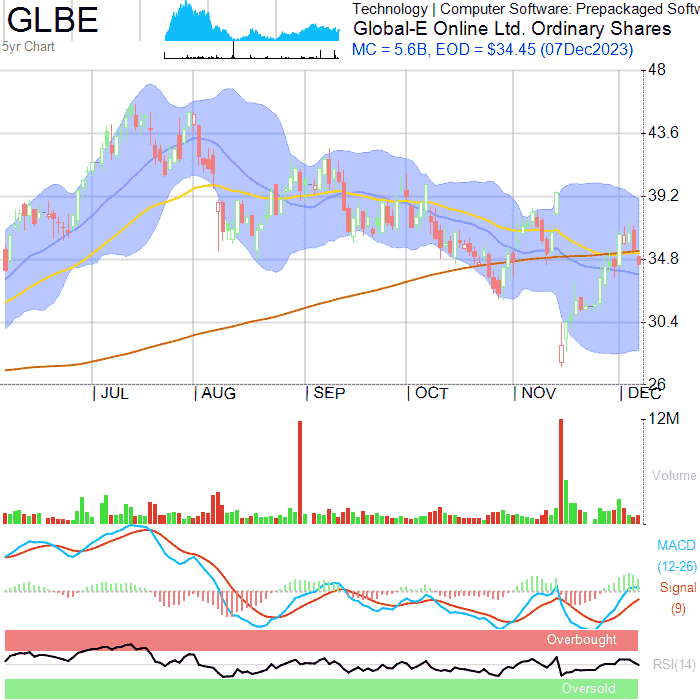 GLBE
5yr Chart
Technology | Computer Software: Prepackaged Softw
Global-E Online Ltd. Ordinary Shares
MC = 5.6B, EOD = $34.45 (07Dec2023)
48
43.6
39.2
34.8
30.4
26
JUL
AUG
SEP
OCT
NOV
DEC
12M
Volume
MACD
(12-26)
Signal
(9)
Overbought
RSI(14)
Oversold